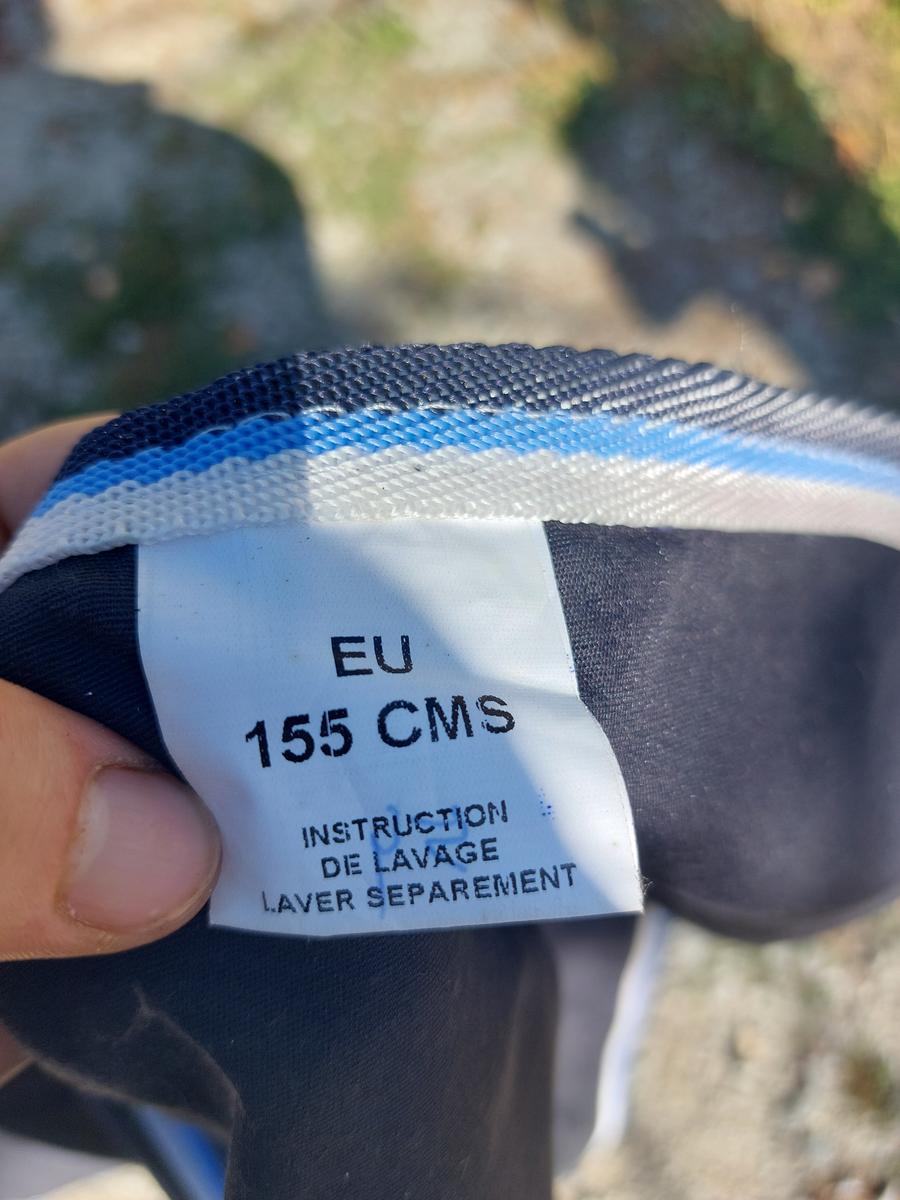 EU
155 CMS
INSTRUCTION
DE LAVAGE
LAVER SEPAREMENT